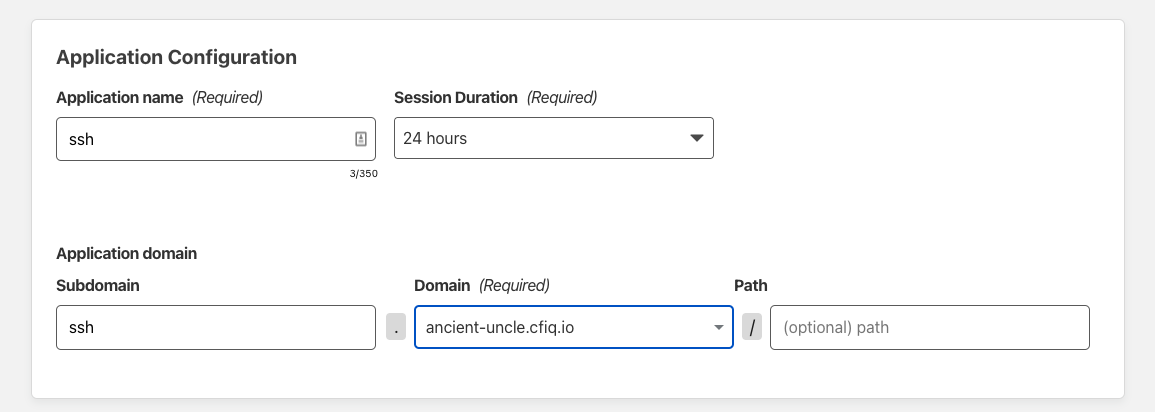 Application Configuration
Application name (Required) Session Duration (Required)
ssh 24 hours
3/350
Application domain
Subdomain Domain (Required) Path
ssh . ancient-uncle.cfiq.io / (optional) path